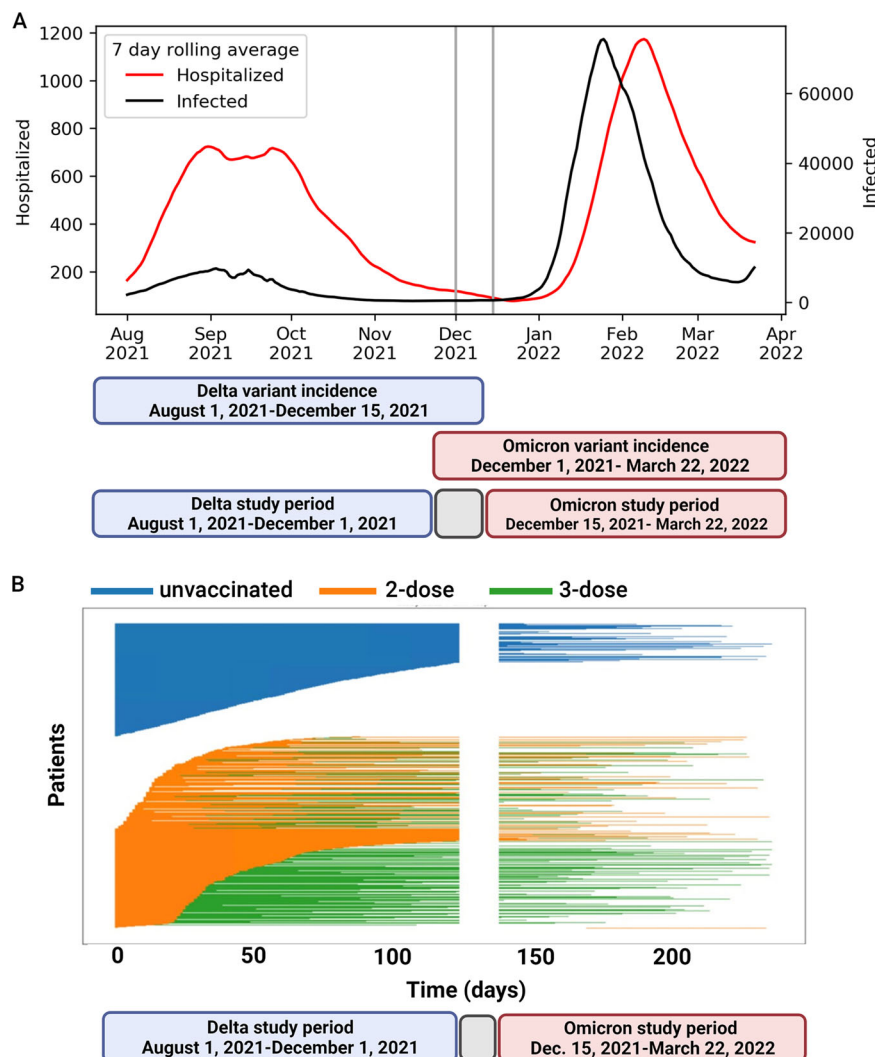 A
7 day rolling average
Hospitalized
Infected
Hospitalized
1200
1000
800
600
400
200
60000
40000
20000
0
Infected
Aug Sep Oct Nov Dec Jan Feb Mar Apr
2021 2021 2021 2021 2021 2022 2022 2022 2022
Delta variant incidence
August 1, 2021-December 15, 2021
Omicron variant incidence
December 1, 2021- March 22, 2022
Delta study period
August 1, 2021-December 1, 2021
Omicron study period
December 15, 2021- March 22, 2022
B
unvaccinated 2-dose 3-dose
Patients
0 50 100 150 200
Time (days)
Delta study period
August 1, 2021-December 1, 2021
Omicron study period
Dec. 15, 2021-March 22, 2022